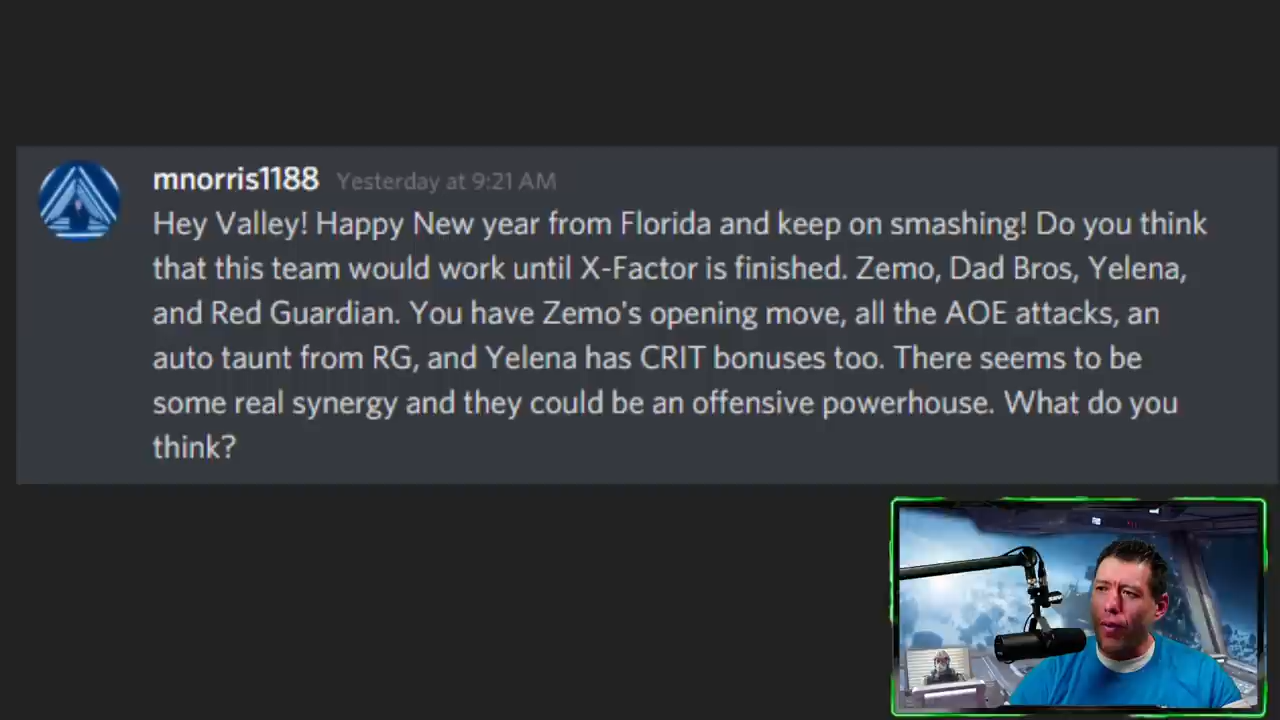 mnorris1188 Yesterday at 9:21 AM
Hey Valley! Happy New year from Florida and keep on smashing! Do you think
that this team would work until X-Factor is finished. Zemo, Dad Bros, Yelena,
and Red Guardian. You have Zemo's opening move, all the AOE attacks, an
auto taunt from RG, and Yelena has CRIT bonuses too. There seems to be
some real synergy and they could be an offensive powerhouse. What do you
think?